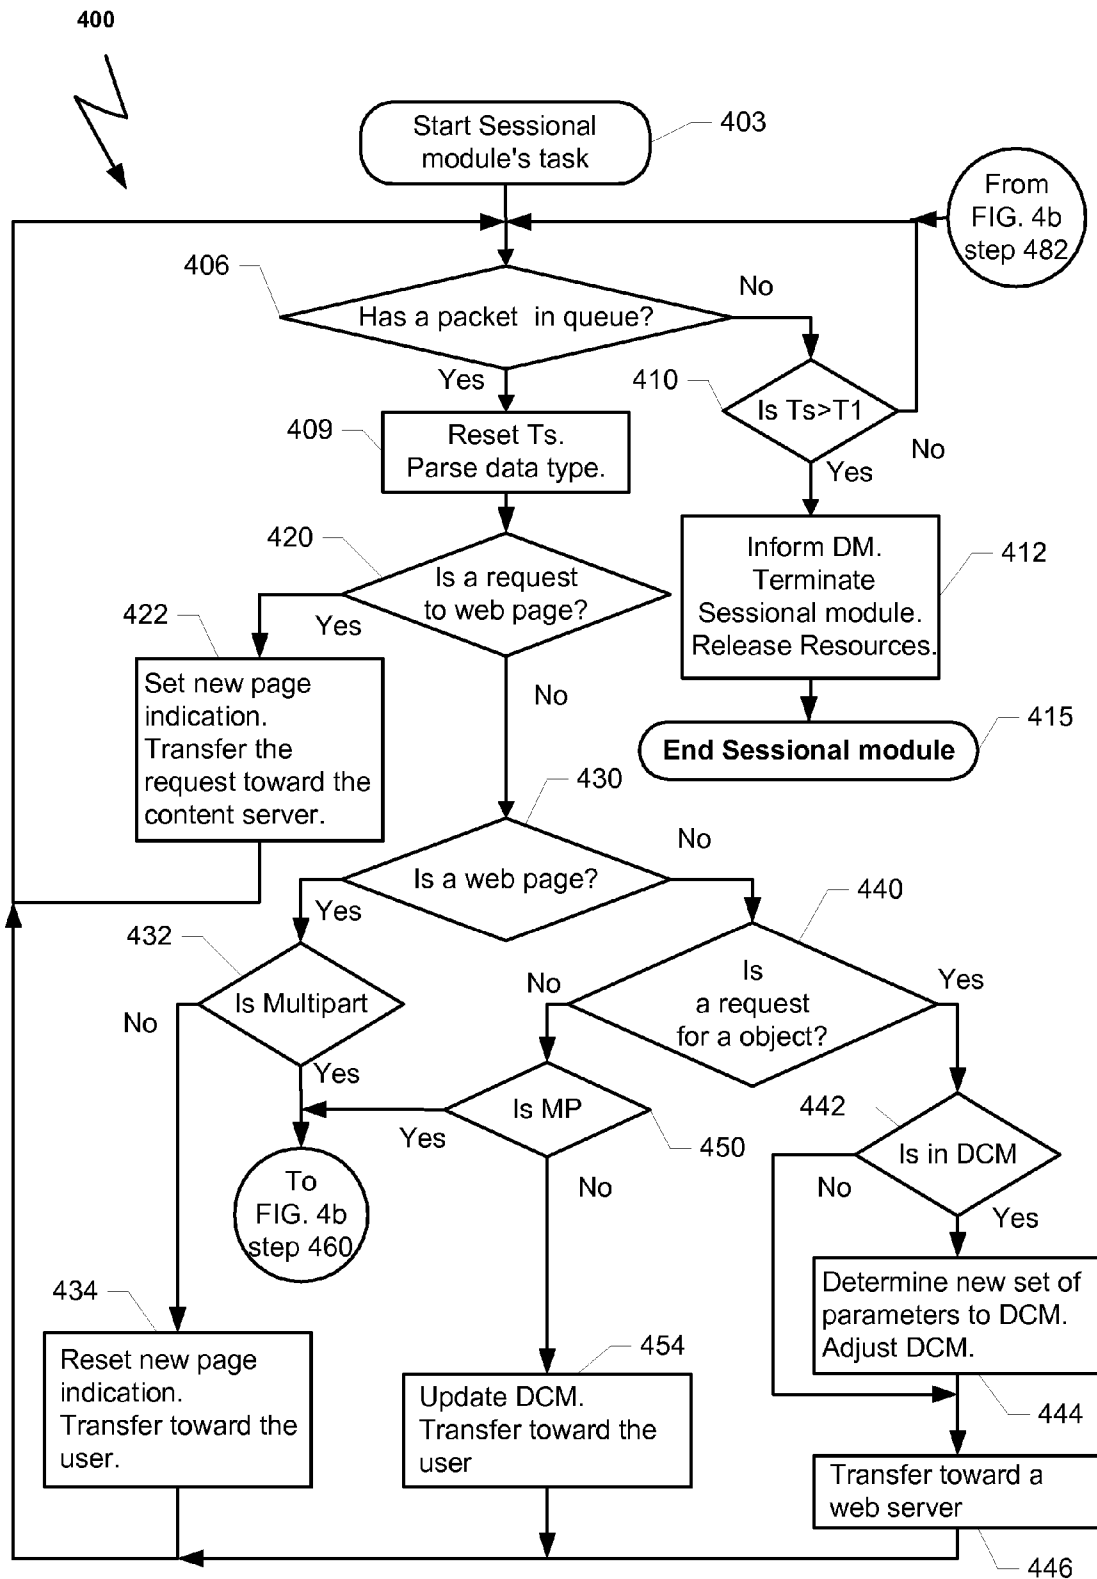 400
Start Sessional
module's task
403
From
FIG. 4b
step 482
406
Has a packet in queue?
No
Yes
410
Is Ts>T1
No
Yes
409
Reset Ts.
Parse data type.
420
Is a request
to web page?
Yes
No
412
Inform DM.
Terminate
Sessional module.
Release Resources.
422
Set new page
indication.
Transfer the
request toward the
content server.
415
End Sessional module
430
Is a web page?
No
Yes
440
Is
a request
for a object?
No
Yes
432
Is Multipart
No
Yes
Is MP
450
Yes
No
442
Is in DCM
No
Yes
To
FIG. 4b
step 460
Determine new set of
parameters to DCM.
Adjust DCM.
444
434
Reset new page
indication.
Transfer toward the
user.
454
Update DCM.
Transfer toward the
user
Transfer toward a
web server
446